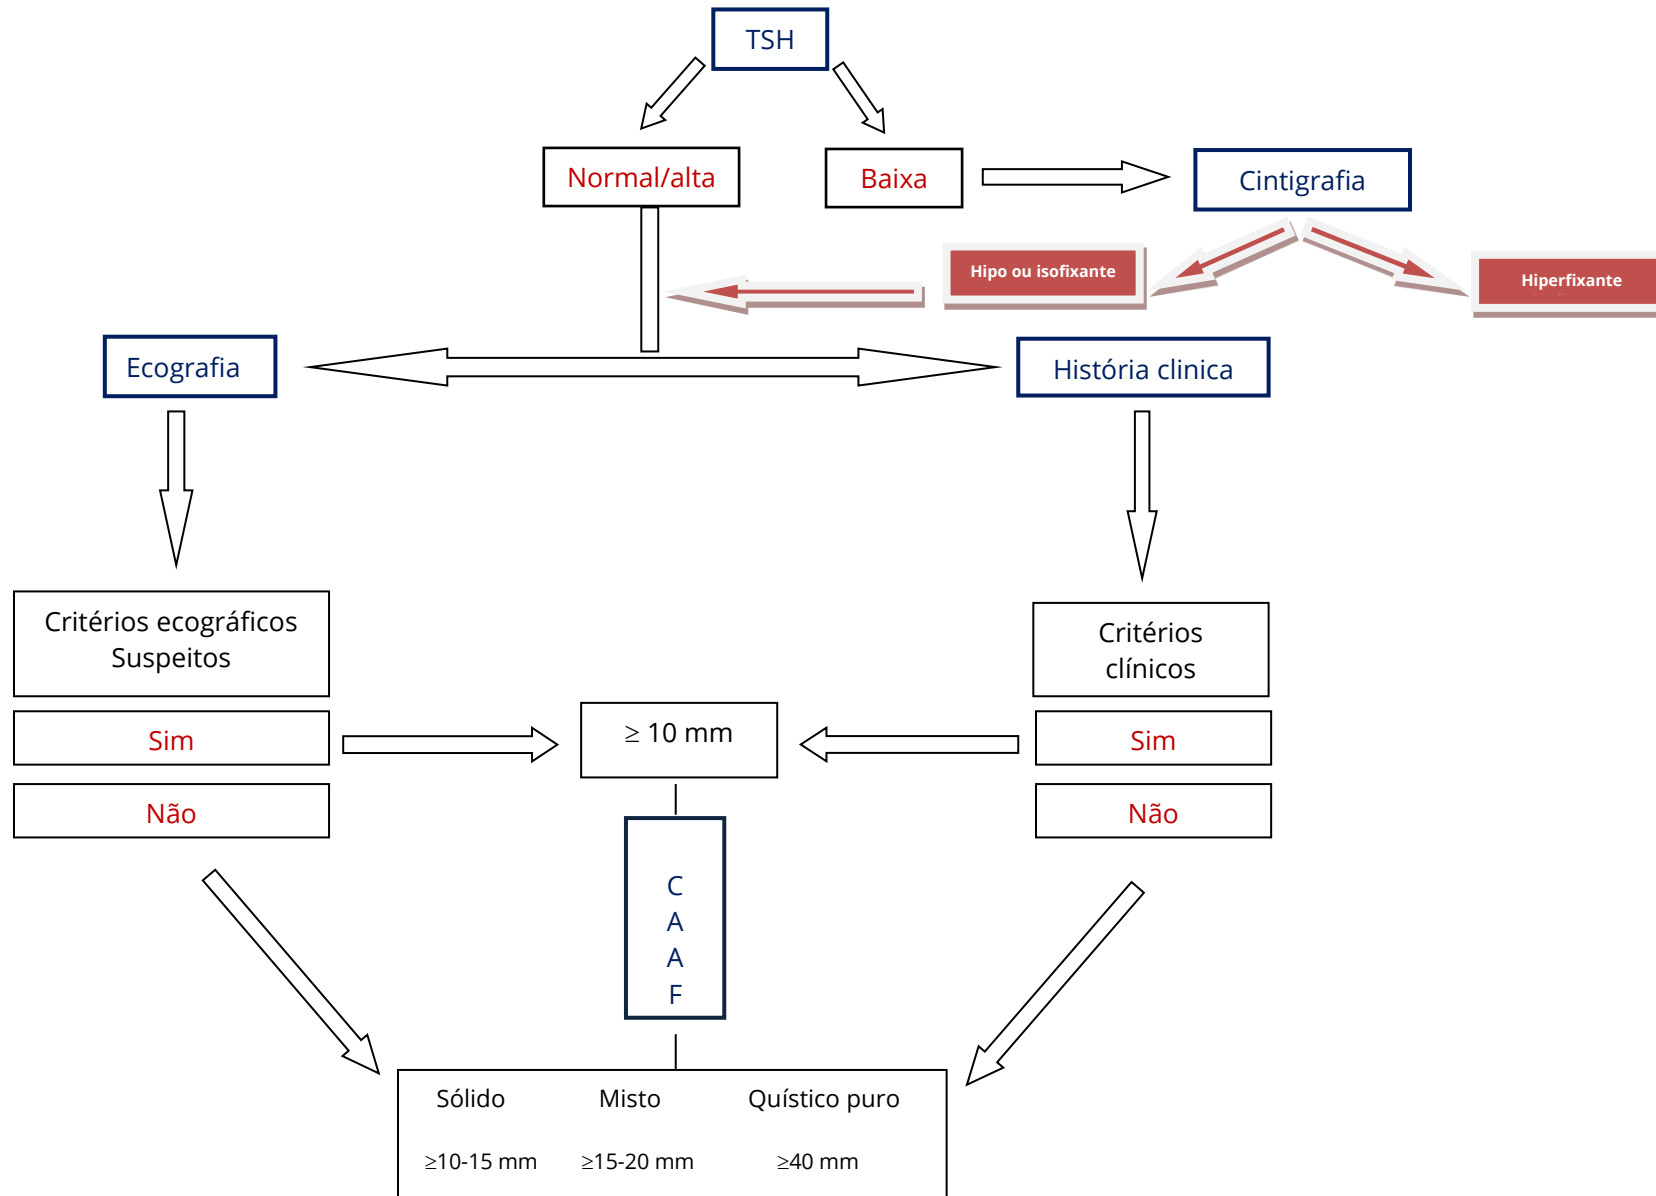 TSH
Normal/alta
Baixa
Cintigrafia
Hipo ou isofixante
Hiperfixante
Ecografia
História clinica
Critérios ecográficos
Suspeitos
Critérios
clínicos
Sim
≥ 10 mm
Sim
Não
Não
C
A
A
F
Sólido Misto Quístico puro
≥10-15 mm ≥15-20 mm ≥40 mm